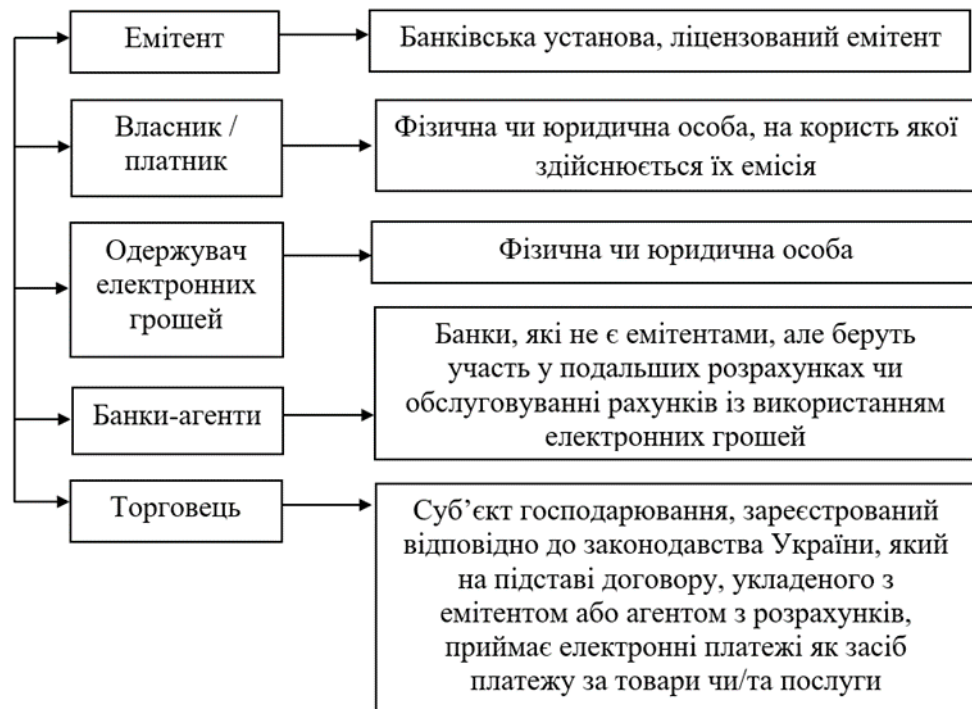 Емітент
Банківська установа, ліцензований емітент
Власник /
платник
Фізична чи юридична особа, на користь якої
здійснюється їх емісія
Одержувач
електронних
грошей
Фізична чи юридична особа
Банки-агенти
Банки, які не є емітентами, але беруть
участь у подальших розрахунках чи
обслуговуванні рахунків із використанням
електронних грошей
Торговець
Суб’єкт господарювання, зареєстрований
відповідно до законодавства України, який
на підставі договору, укладеного з
емітентом або агентом з розрахунків,
приймає електронні платежі як засіб
платежу за товари чи/та послуги